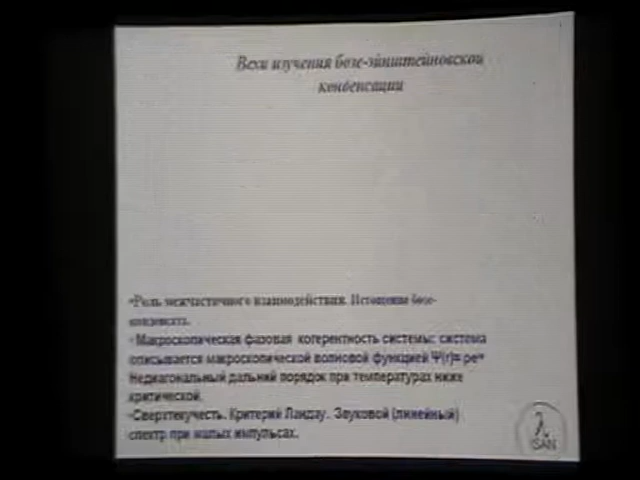 Вехи изучения бозе-эйнштейновской
конденсации
•Роль межчастичного взаимодействия. Истощение бозе-
конденсата.
• Макроскопическая фазовая когерентность системы: система
описывается макроскопической волновой функцией Ψ(r)=
Недиагональный дальний порядок при температурах ниже
критической.
•Сверхтекучесть. Критерий Ландау. Звуковой (линейный)
спектр при малых импульсах.
λ
ISAN